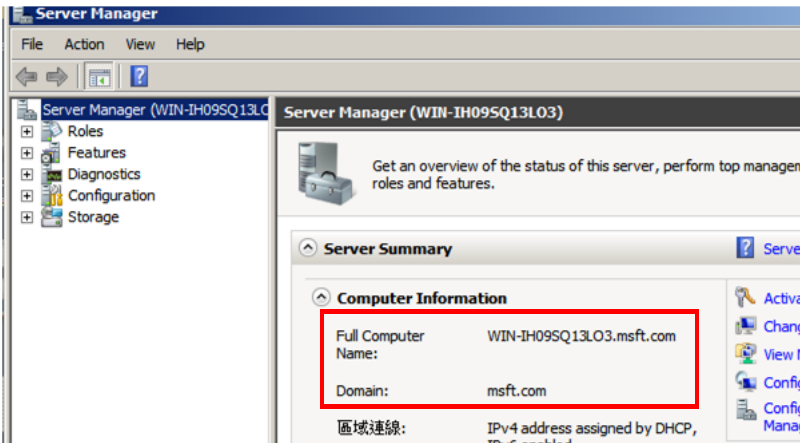 Server Manager
File Action View Help
Server Manager (WIN-IH09SQ13LO
Roles
Features
Diagnostics
Configuration
Storage
Server Manager (WIN-IH09SQ13LO3)
Get an overview of the status of this server, perform top managem
roles and features.
Server Summary
Serve
Computer Information
Full Computer
Name:
WIN-IH09SQ13LO3.msft.com
Domain:
msft.com
區域連線:
IPv4 address assigned by DHCP,
Activa
Chang
View
Config
Config
Manag